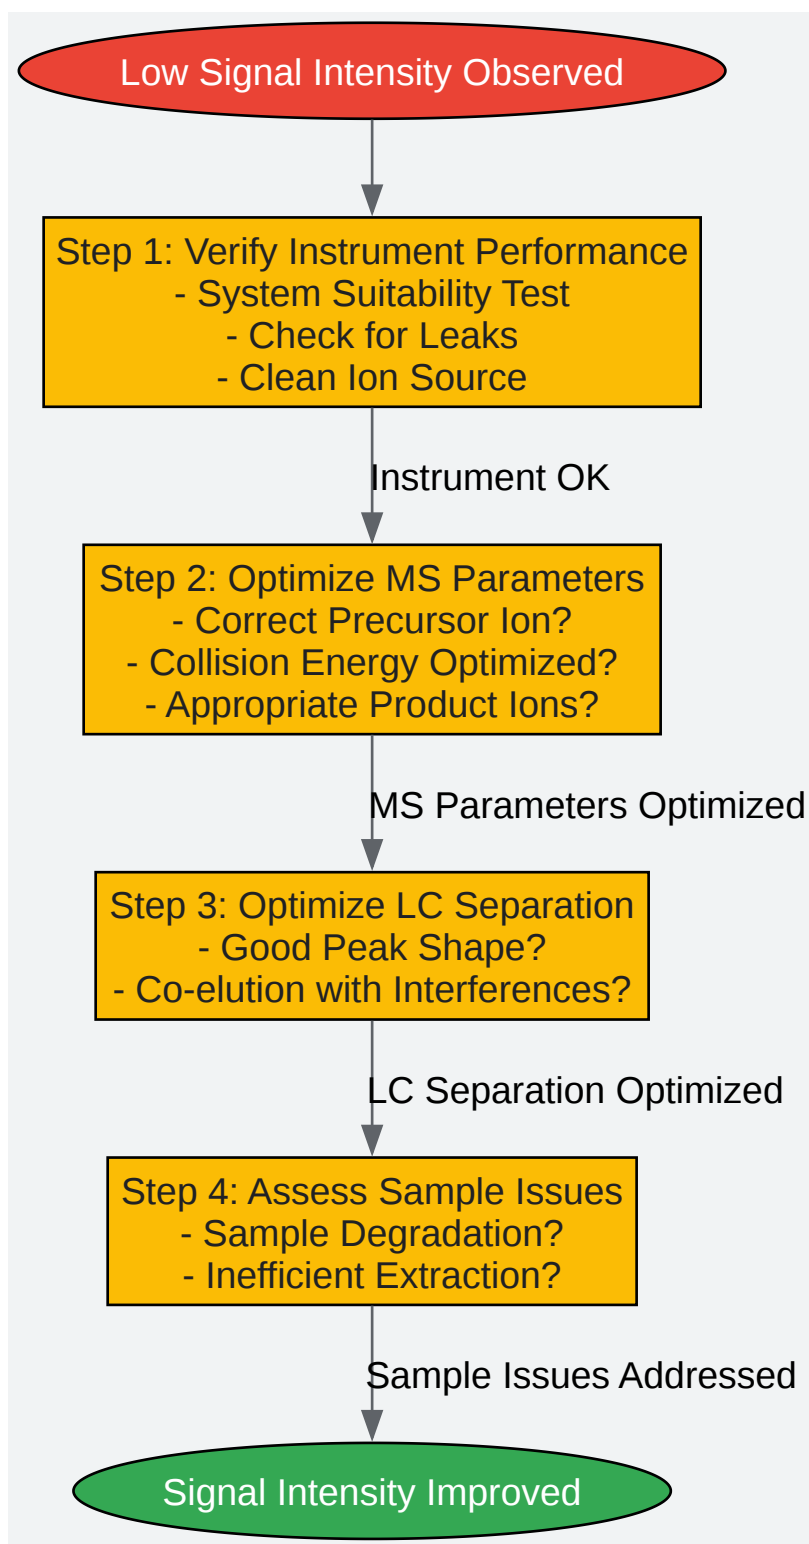 Low Signal Intensity Observed
Step 1: Verify Instrument Performance
- System Suitability Test
- Check for Leaks
- Clean Ion Source
Instrument OK
Step 2: Optimize MS Parameters
- Correct Precursor Ion?
- Collision Energy Optimized?
- Appropriate Product Ions?
MS Parameters Optimized
Step 3: Optimize LC Separation
- Good Peak Shape?
- Co-elution with Interferences?
LC Separation Optimized
Step 4: Assess Sample Issues
- Sample Degradation?
- Inefficient Extraction?
Sample Issues Addressed
Signal Intensity Improved